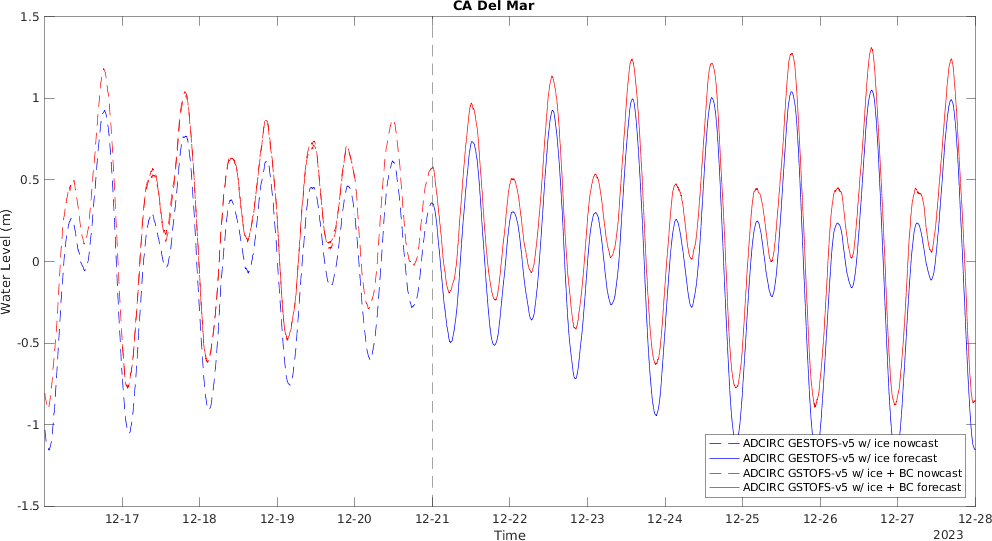 CA Del Mar
1.5
1
0.5
0
-0.5
-1
-1.5
Water Level (m)
12-17 12-18 12-19 12-20 12-21 12-22 12-23 12-24 12-25 12-26 12-27 12-28
Time
2023
ADCIRC GESTOFS-v5 w/ ice nowcast
ADCIRC GESTOFS-v5 w/ ice forecast
ADCIRC GSTOFS-v5 w/ ice + BC nowcast
ADCIRC GSTOFS-v5 w/ ice + BC forecast